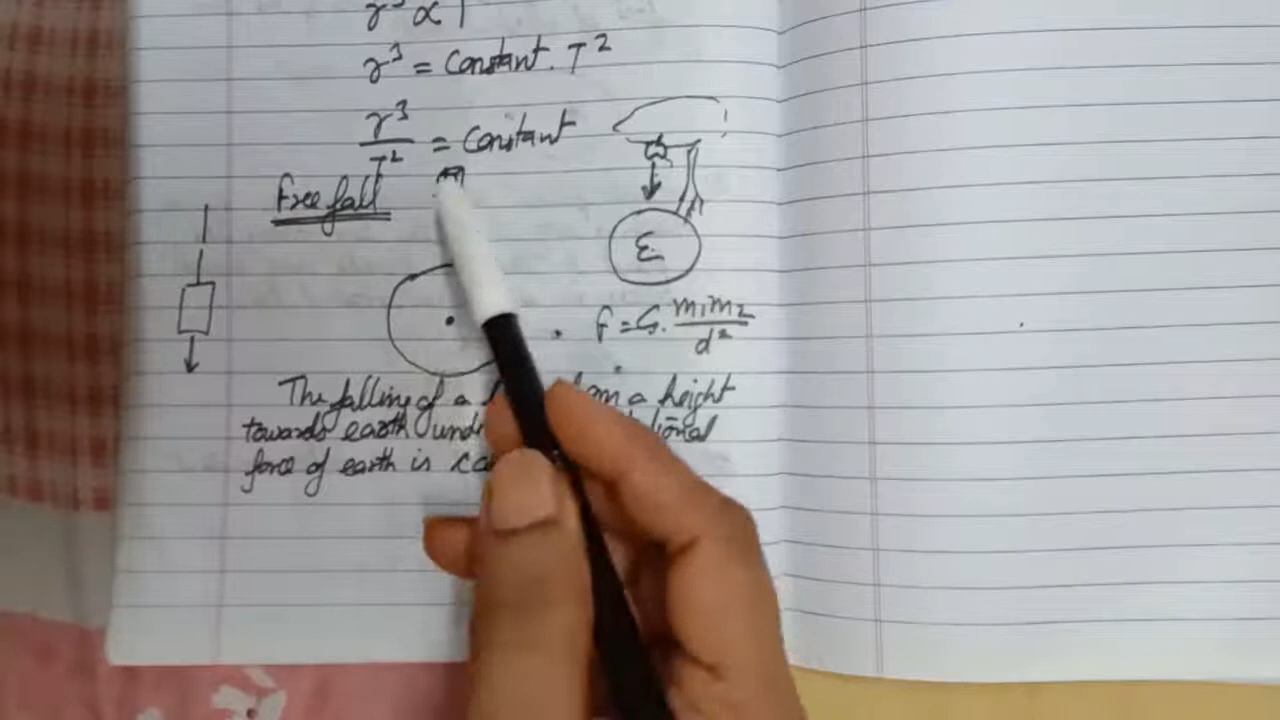 r³ ∝ T
r³ = Constant. T²
r³/T² = Constant
Free fall
E
F = G. m₁m₂/d²
The falling of a a height
towards earth
force of earth is